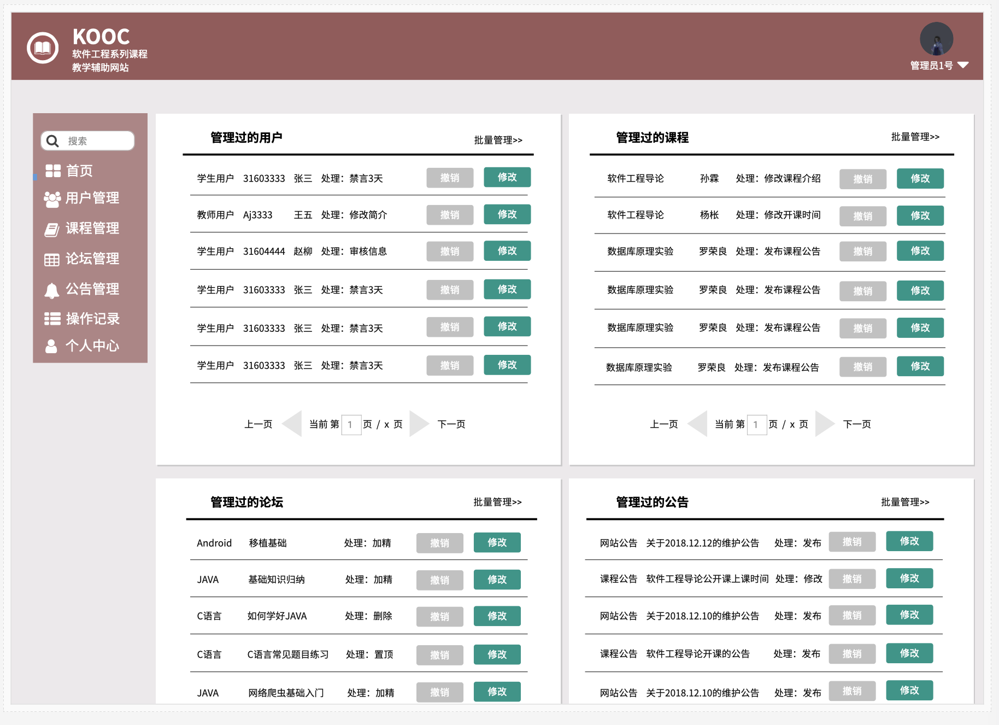 KOOC
软件工程系列课程
教学辅助网站
管理员1号
搜索
首页
用户管理
课程管理
论坛管理
公告管理
操作记录
个人中心
管理过的用户 批量管理>>
学生用户 31603333 张三 处理：禁言3天 撤销 修改
教师用户 Aj3333 王五 处理：修改简介 撤销 修改
学生用户 31604444 赵柳 处理：审核信息 撤销 修改
学生用户 31603333 张三 处理：禁言3天 撤销 修改
学生用户 31603333 张三 处理：禁言3天 撤销 修改
学生用户 31603333 张三 处理：禁言3天 撤销 修改
上一页 当前 第 1 页 / x 页 下一页
管理过的课程 批量管理>>
软件工程导论 孙霖 处理：修改课程介绍 撤销 修改
软件工程导论 杨枨 处理：修改开课时间 撤销 修改
数据库原理实验 罗荣良 处理：发布课程公告 撤销 修改
数据库原理实验 罗荣良 处理：发布课程公告 撤销 修改
数据库原理实验 罗荣良 处理：发布课程公告 撤销 修改
数据库原理实验 罗荣良 处理：发布课程公告 撤销 修改
上一页 当前 第 1 页 / x 页 下一页
管理过的论坛 批量管理>>
Android 移植基础 处理：加精 撤销 修改
JAVA 基础知识归纳 处理：加精 撤销 修改
C语言 如何学好JAVA 处理：删除 撤销 修改
C语言 C语言常见题目练习 处理：置顶 撤销 修改
JAVA 网络爬虫基础入门 处理：加精 撤销 修改
管理过的公告 批量管理>>
网站公告 关于2018.12.12的维护公告 处理：发布 撤销 修改
课程公告 软件工程导论公开课上课时间 处理：修改 撤销 修改
网站公告 关于2018.12.10的维护公告 处理：发布 撤销 修改
课程公告 软件工程导论开课的公告 处理：发布 撤销 修改
网站公告 关于2018.12.10的维护公告 处理：发布 撤销 修改